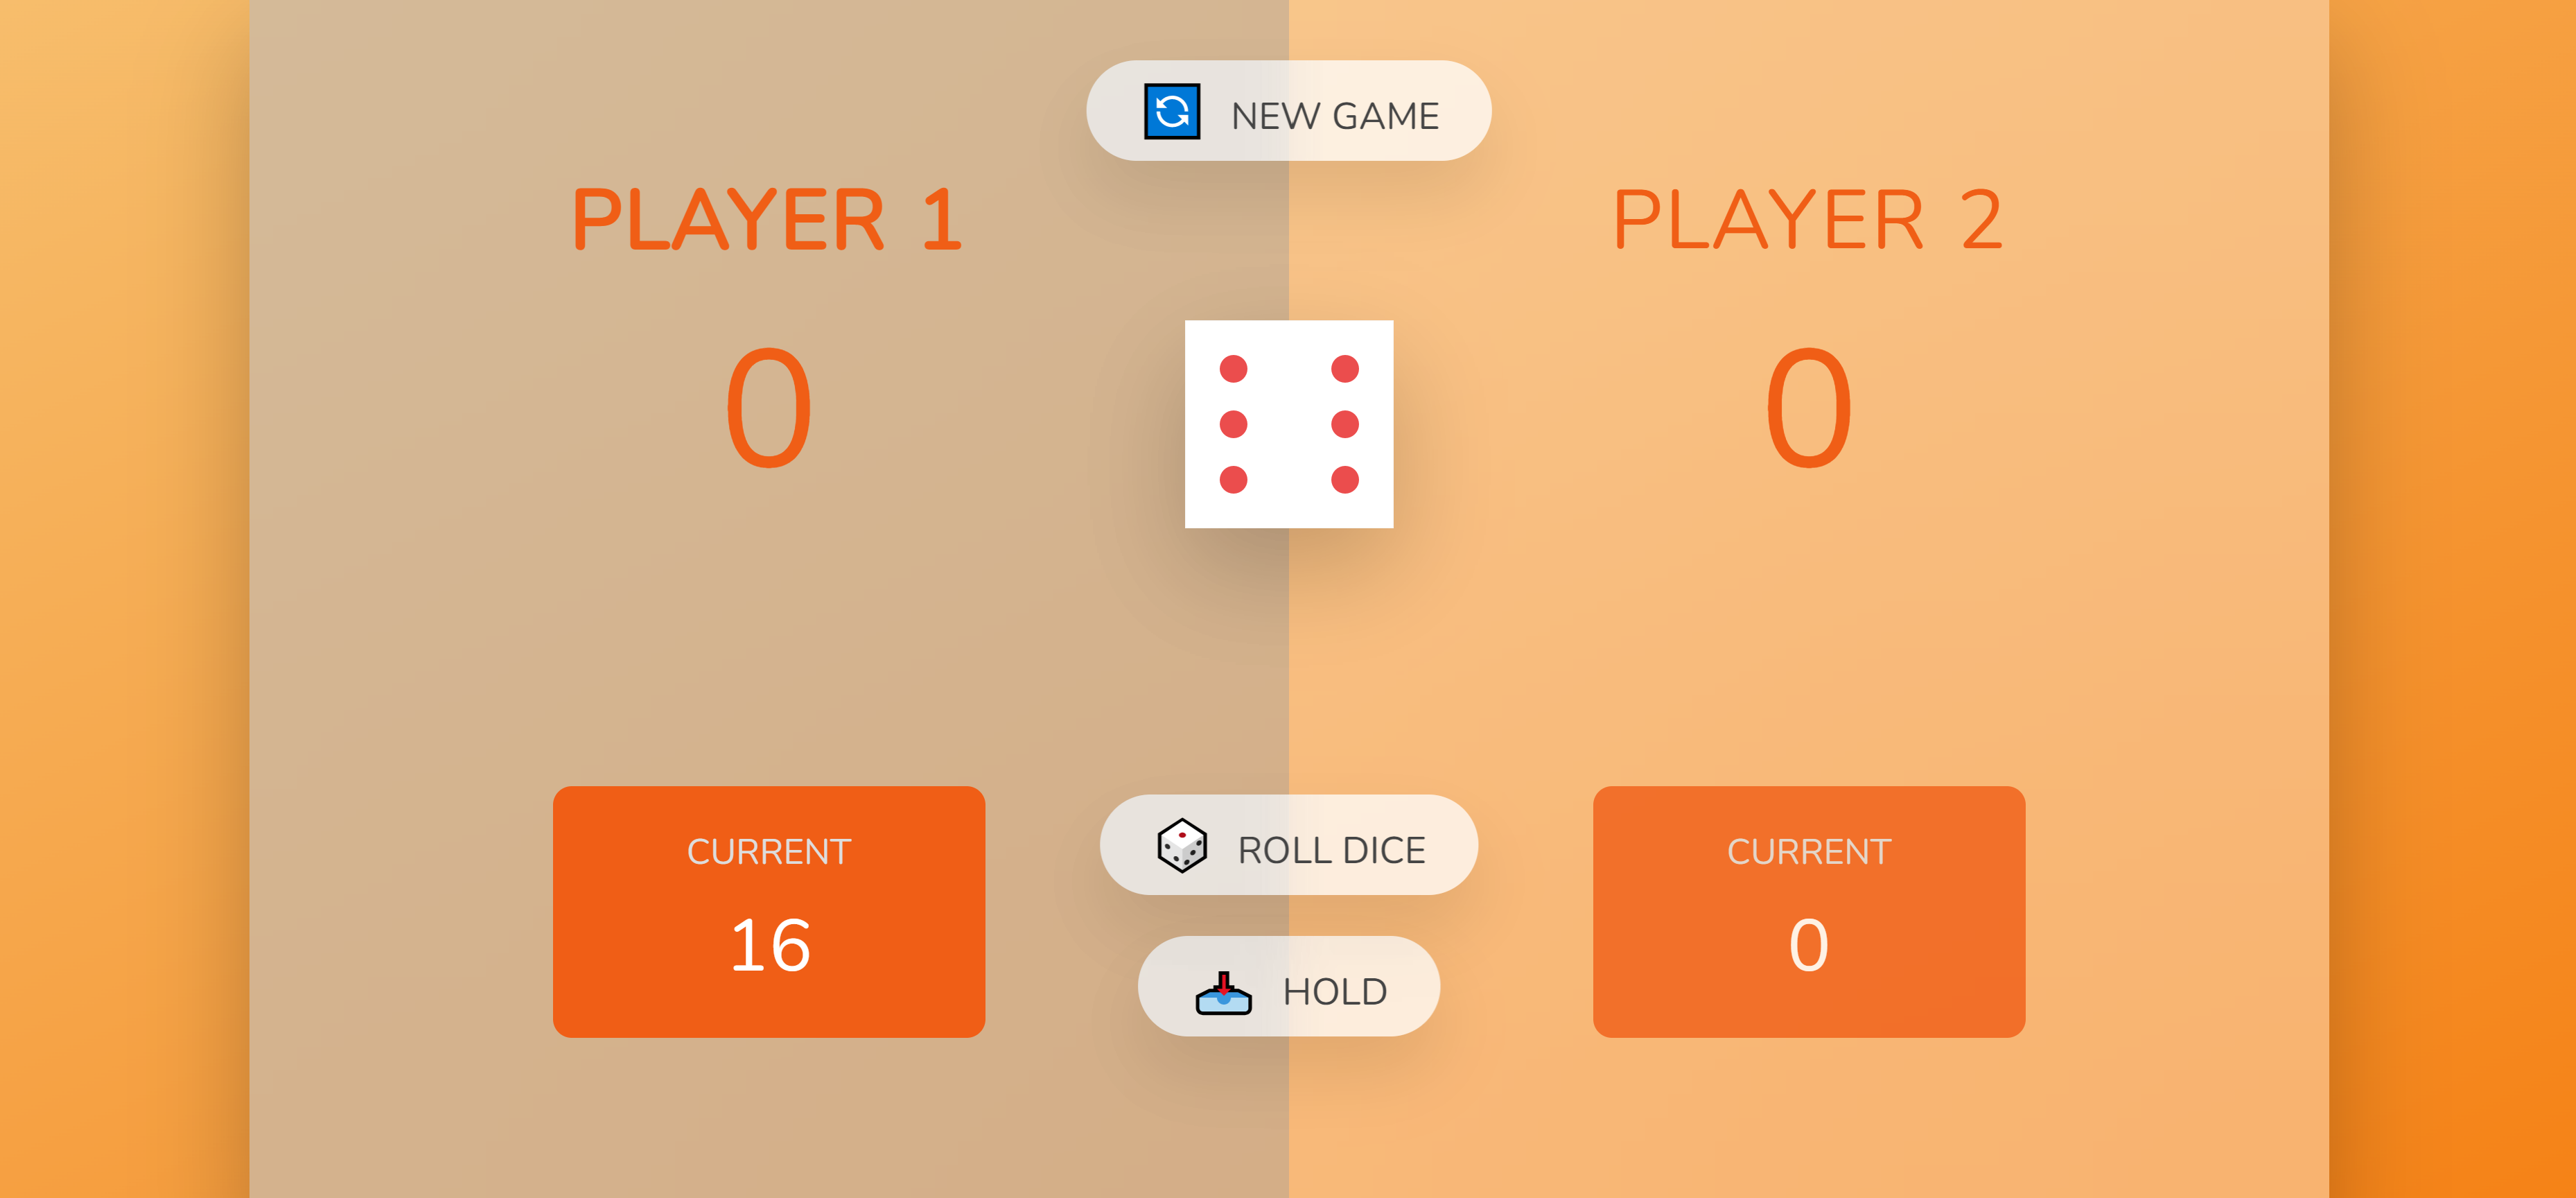 NEW GAME
PLAYER 1
0
PLAYER 2
0
CURRENT
16
ROLL DICE
HOLD
CURRENT
0